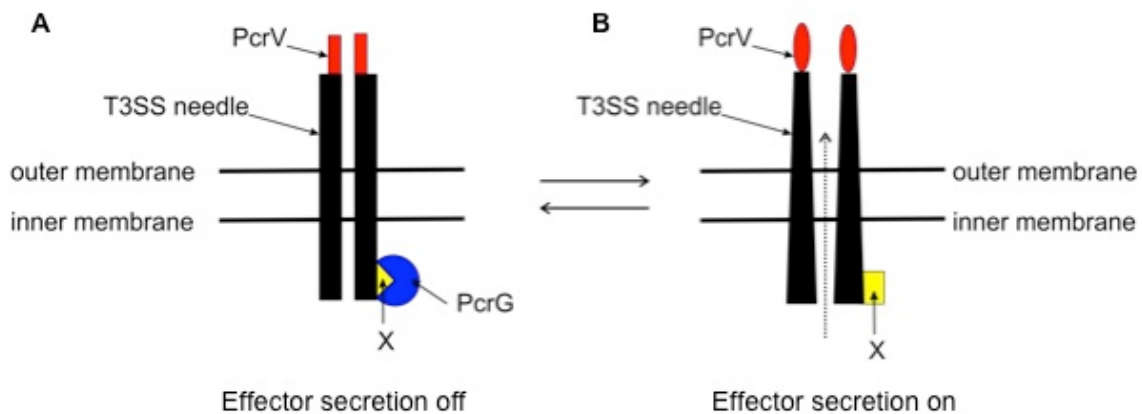 A
PcrV
T3SS needle
outer membrane
inner membrane
PcrG
X
Effector secretion off
B
PcrV
T3SS needle
outer membrane
inner membrane
X
Effector secretion on